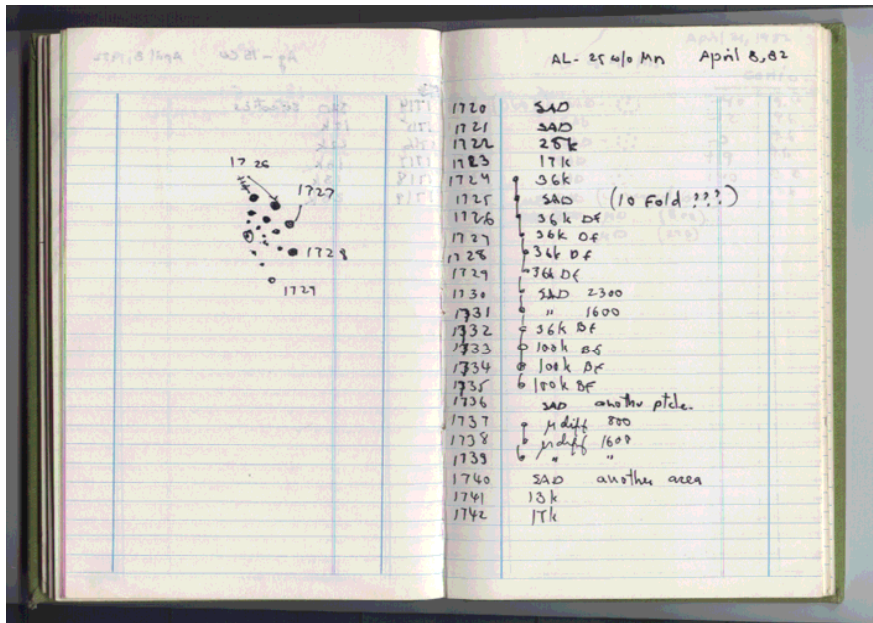 1726
1727
1728
1729
AL-25 w/o Mn April 8, 82
1720 SAD
1721 SAD
1722 25k
1723 17k
1724 36k
1725 SAD (10 Fold ???)
1726 36k DF
1727 36k DF
1728 36k DF
1729 36k DF
1730 SAD 2300
1731 " 1600
1732 36k BF
1733 100k BF
1734 100k BF
1735 100k BF
1736 SAD another ptcle.
1737 μdiff 800
1738 μdiff 1600
1739 " "
1740 SAD another area
1741 13k
1742 17k